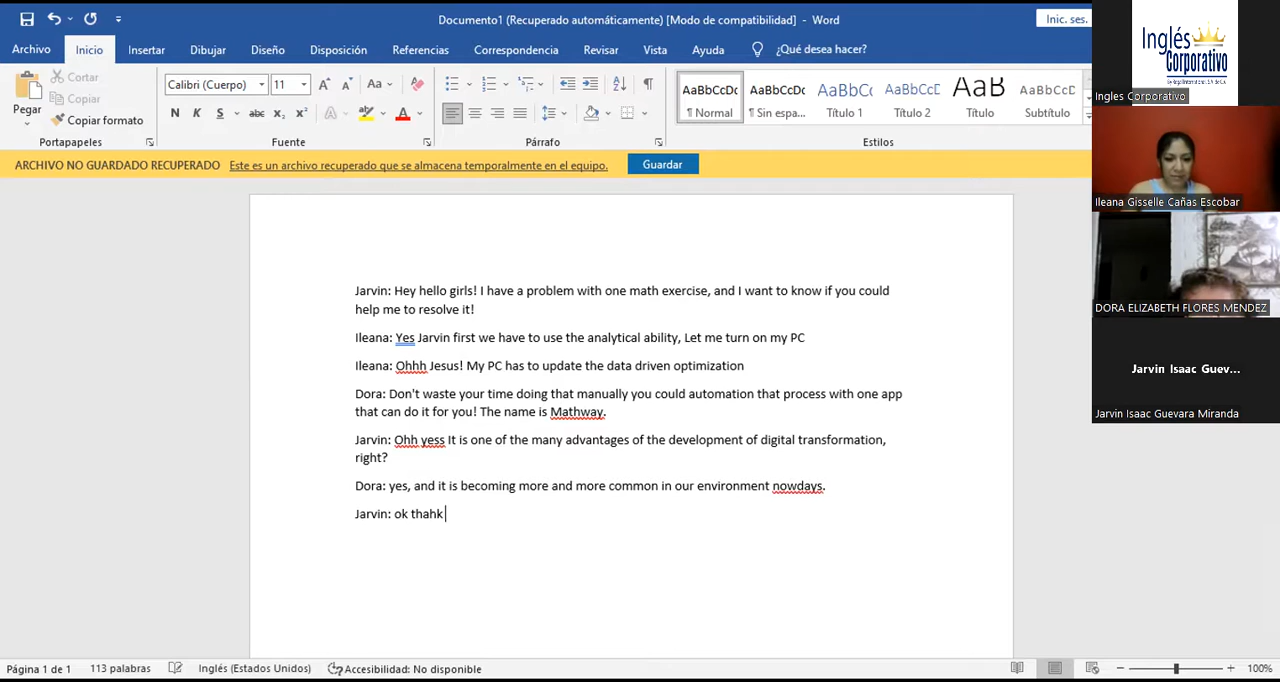 Documento1 (Recuperado automáticamente) [Modo de compatibilidad] - Word
Inic. ses.
Archivo Inicio Insertar Dibujar Diseño Disposición Referencias Correspondencia Revisar Vista Ayuda ¿Qué desea hacer?
Pegar
Cortar
Copiar
Copiar formato
Portapapeles
Calibri (Cuerpo) 11
Aa
N K S abc x₂ x² A A
Fuente
Párrafo
AaBbCcDc AaBbCcDc AaBbCc AaBbCcD AaB AaBbCcD
¶ Normal ¶ Sin espa... Título 1 Título 2 Título Subtítulo
Estilos
ARCHIVO NO GUARDADO RECUPERADO Este es un archivo recuperado que se almacena temporalmente en el equipo. Guardar
Jarvin: Hey hello girls! I have a problem with one math exercise, and I want to know if you could
help me to resolve it!
Ileana: Yes Jarvin first we have to use the analytical ability, Let me turn on my PC
Ileana: Ohhh Jesus! My PC has to update the data driven optimization
Dora: Don't waste your time doing that manually you could automation that process with one app
that can do it for you! The name is Mathway.
Jarvin: Ohh yess It is one of the many advantages of the development of digital transformation,
right?
Dora: yes, and it is becoming more and more common in our environment nowdays.
Jarvin: ok thahk
Página 1 de 1 113 palabras Inglés (Estados Unidos) Accesibilidad: No disponible
100%
Inglés
Corporativo
Ingles Corporativo
Ileana Gisselle Cañas Escobar
DORA ELIZABETH FLORES MENDEZ
Jarvin Isaac Guev...
Jarvin Isaac Guevara Miranda